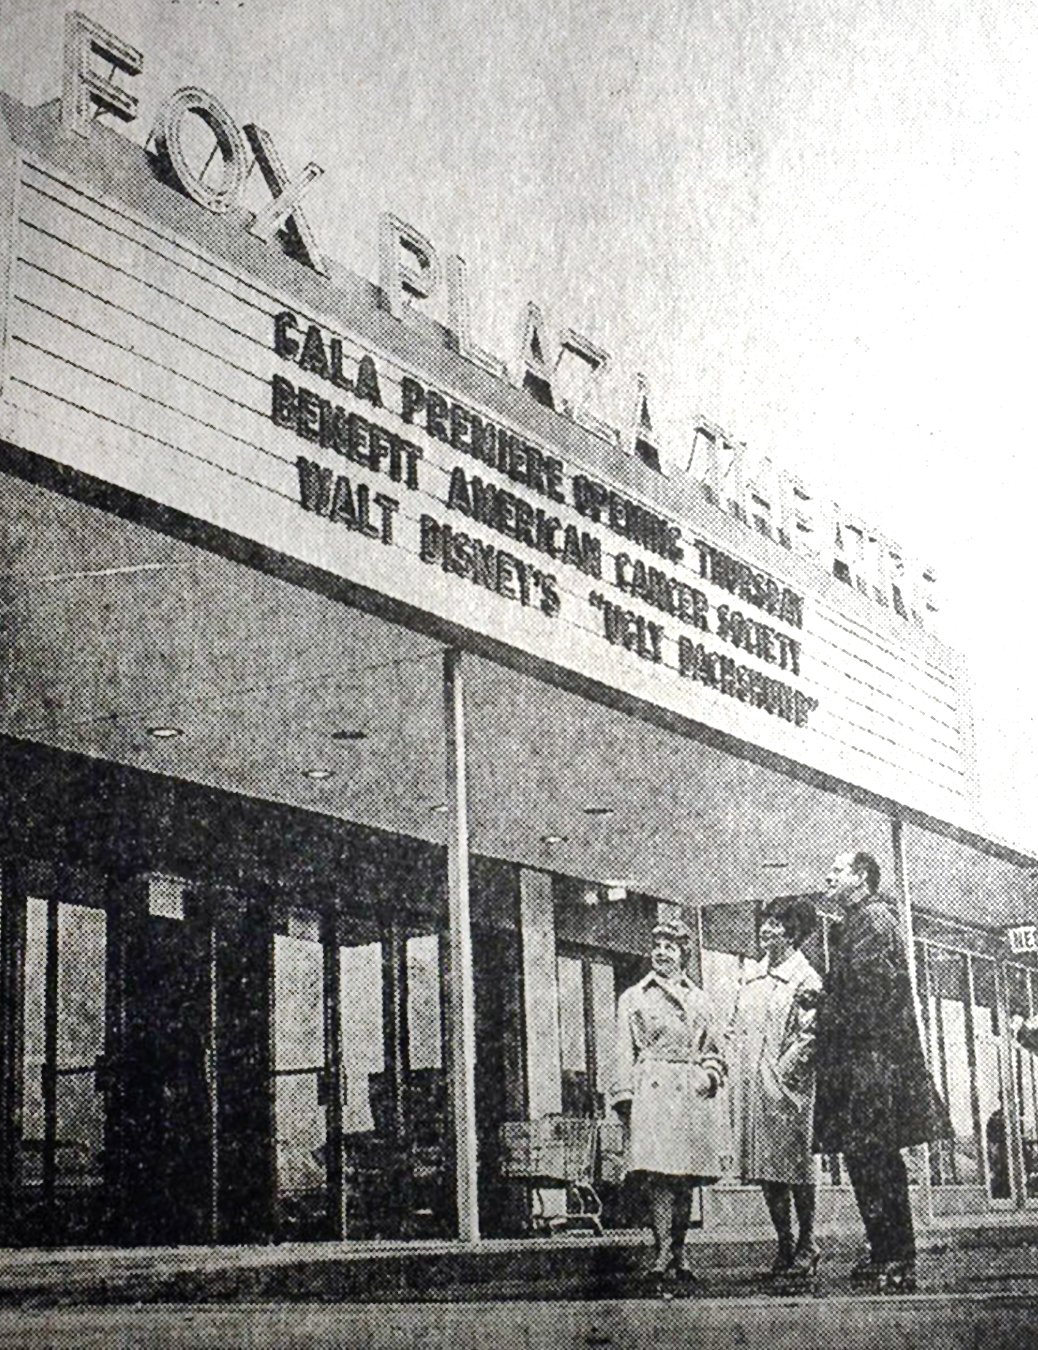 FOX PLAZA THEATRE
GALA PREMIERE OPENING THURSDAY
BENEFIT AMERICAN CANCER SOCIETY
WALT DISNEY'S "UGLY DACHSHUND"